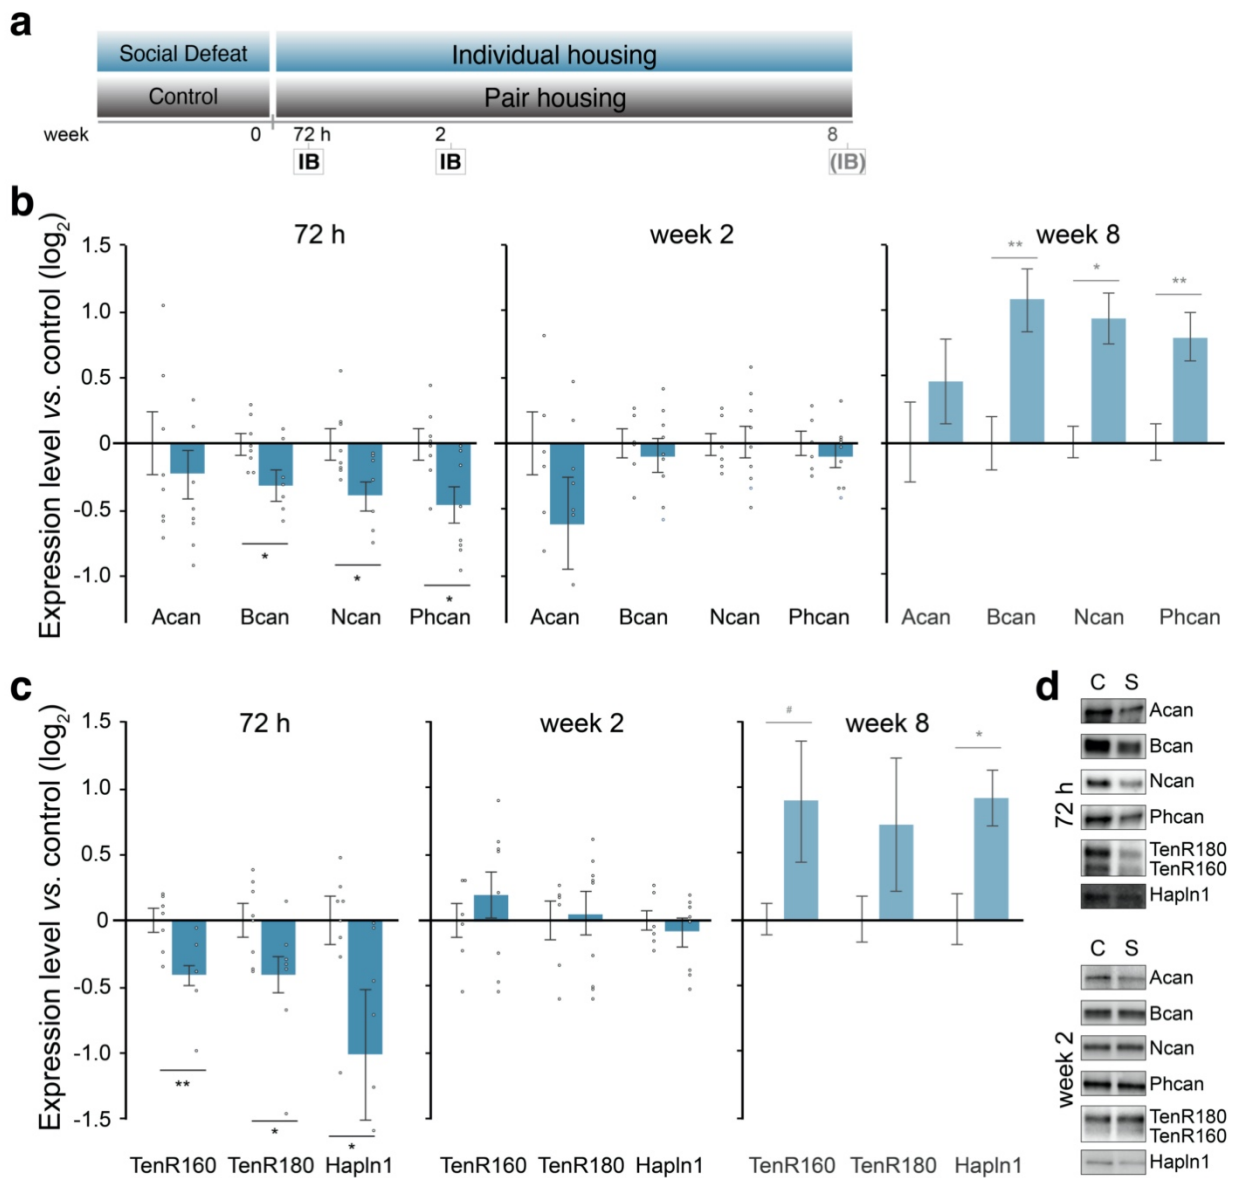 a
Social Defeat
Individual housing
Control
Pair housing
week 0 72 h 2 8
IB IB (IB)
b
72 h week 2 week 8
Expression level vs. control (log2)
1.5
1.0
0.5
0
-0.5
-1.0
** * **
* * *
Acan Bcan Ncan Phcan Acan Bcan Ncan Phcan Acan Bcan Ncan Phcan
c
72 h week 2 week 8
Expression level vs. control (log2)
1.5
1.0
0.5
0
-0.5
-1.0
-1.5
# *
** * *
TenR160 TenR180 Hapln1 TenR160 TenR180 Hapln1 TenR160 TenR180 Hapln1
d
C S
72 h
Acan
Bcan
Ncan
Phcan
TenR180
TenR160
Hapln1
C S
week 2
Acan
Bcan
Ncan
Phcan
TenR180
TenR160
Hapln1